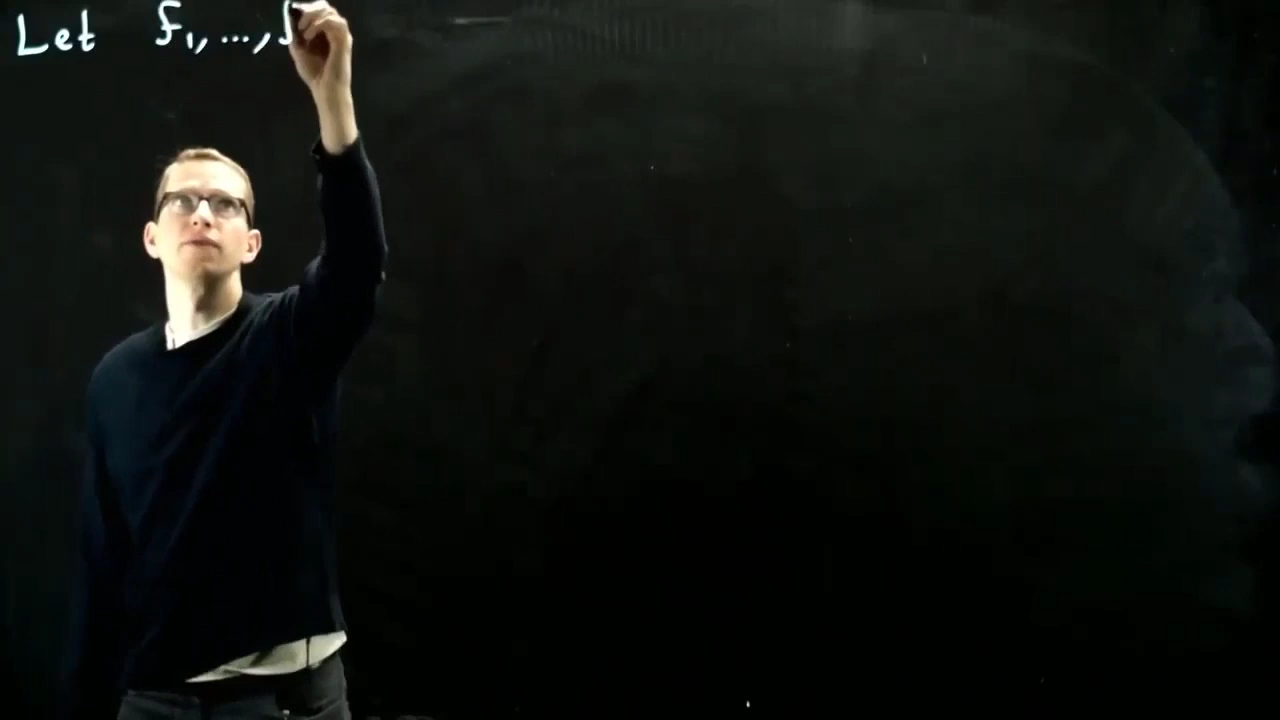 Let f₁, ..., f